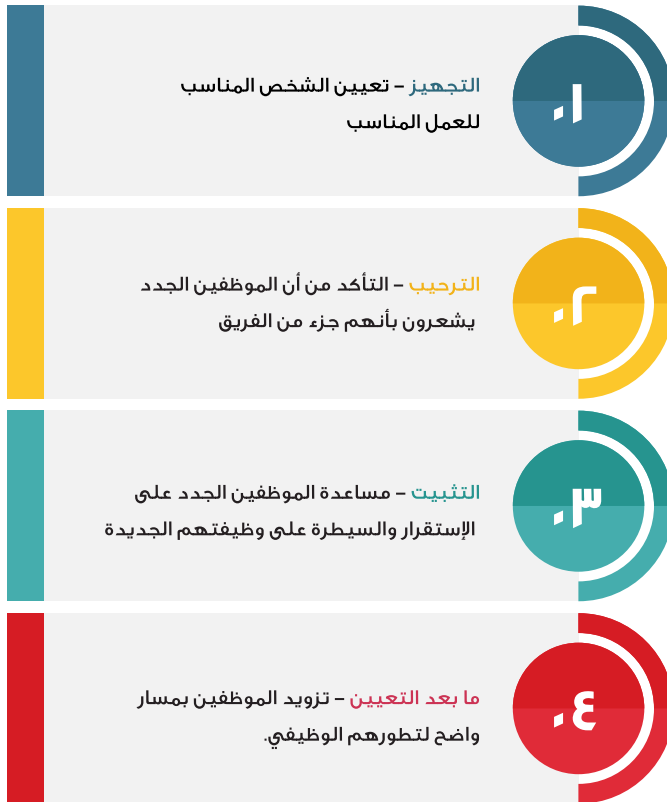 ١.
التجهيز – تعيين الشخص المناسب
للعمل المناسب
٢.
الترحيب – التأكد من أن الموظفين الجدد
يشعرون بأنهم جزء من الفريق
٣.
التثبيت – مساعدة الموظفين الجدد على
الإستقرار والسيطرة على وظيفتهم الجديدة
٤.
ما بعد التعيين – تزويد الموظفين بمسار
واضح لتطورهم الوظيفي.